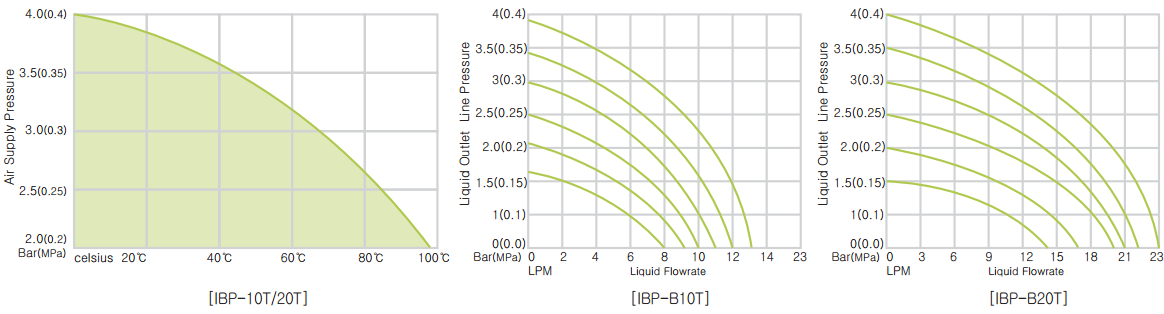 Air Supply Pressure
4.0(0.4)
3.5(0.35)
3.0(0.3)
2.5(0.25)
2.0(0.2)
Bar(MPa)
celsius 20℃ 40℃ 60℃ 80℃ 100℃
[IBP-10T/20T]
Liquid Outlet Line Pressure
4(0.4)
3.5(0.35)
3(0.3)
2.5(0.25)
2.0(0.2)
1.5(0.15)
1(0.1)
0(0.0)
Bar(MPa) 0 2 4 6 8 10 12 14 23
LPM Liquid Flowrate
[IBP-B10T]
Liquid Outlet Line Pressure
4(0.4)
3.5(0.35)
3(0.3)
2.5(0.25)
2.0(0.2)
1.5(0.15)
1(0.1)
0(0.0)
Bar(MPa) 0 3 6 9 12 15 18 21 23
LPM Liquid Flowrate
[IBP-B20T]